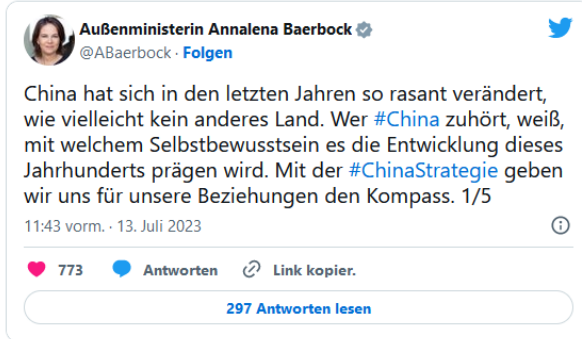 Außenministerin Annalena Baerbock
@ABaerbock · Folgen
China hat sich in den letzten Jahren so rasant verändert,
wie vielleicht kein anderes Land. Wer #China zuhört, weiß,
mit welchem Selbstbewusstsein es die Entwicklung dieses
Jahrhunderts prägen wird. Mit der #ChinaStrategie geben
wir uns für unsere Beziehungen den Kompass. 1/5
11:43 vorm. · 13. Juli 2023
773 Antworten Link kopier.
297 Antworten lesen